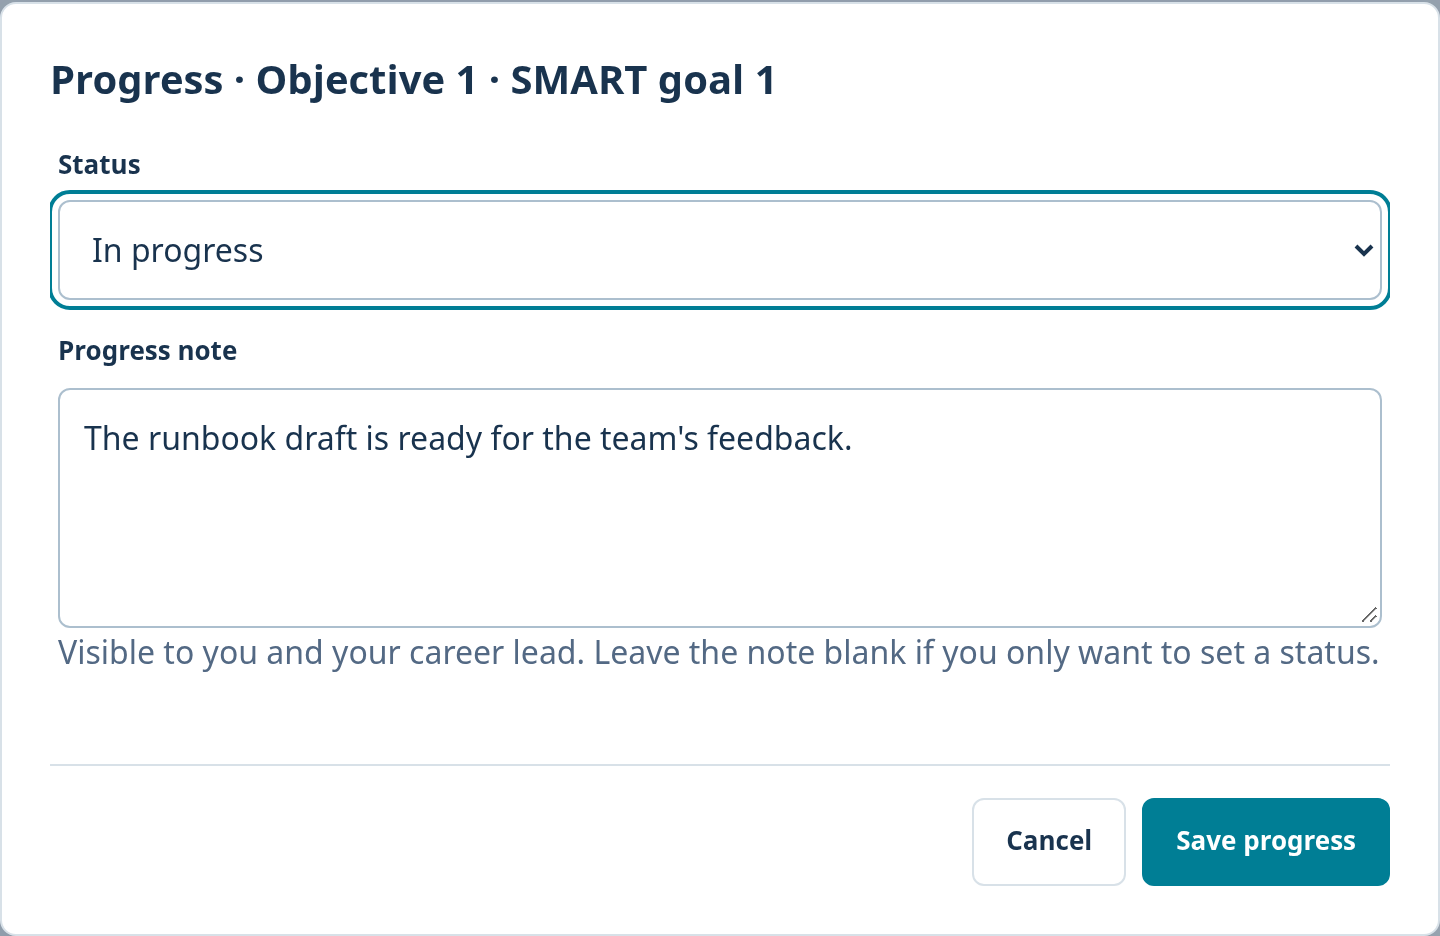 Progress · Objective 1 · SMART goal 1
Status
In progress
Progress note
The runbook draft is ready for the team's feedback.
Visible to you and your career lead. Leave the note blank if you only want to set a status.
Cancel
Save progress